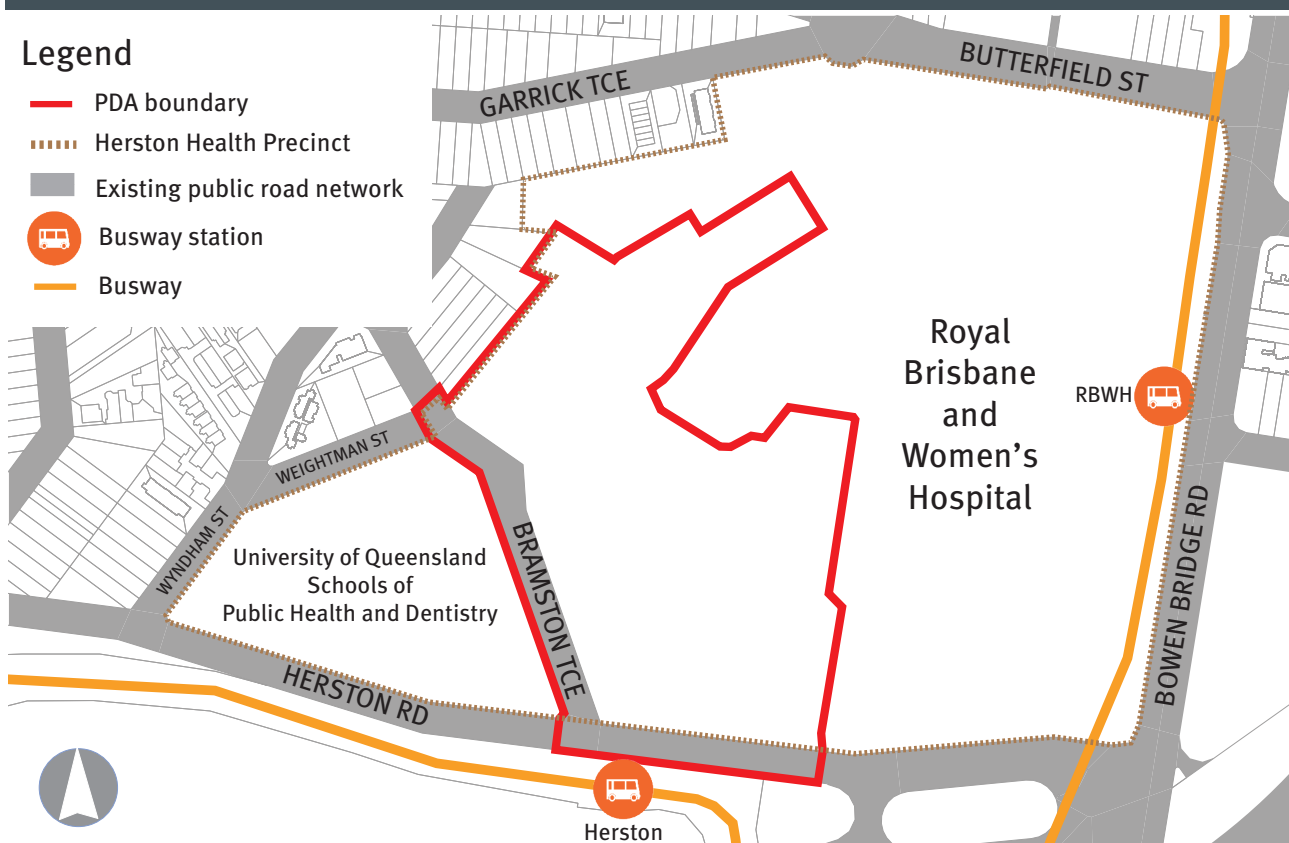 Legend
PDA boundary
Herston Health Precinct
Existing public road network
Busway station
Busway
GARRICK TCE
BUTTERFIELD ST
Royal
Brisbane
and
Women's
Hospital
RBWH
WEIGHTMAN ST
WYNDHAM ST
University of Queensland
Schools of
Public Health and Dentistry
BRAMSTON TCE
BOWEN BRIDGE RD
HERSTON RD
Herston